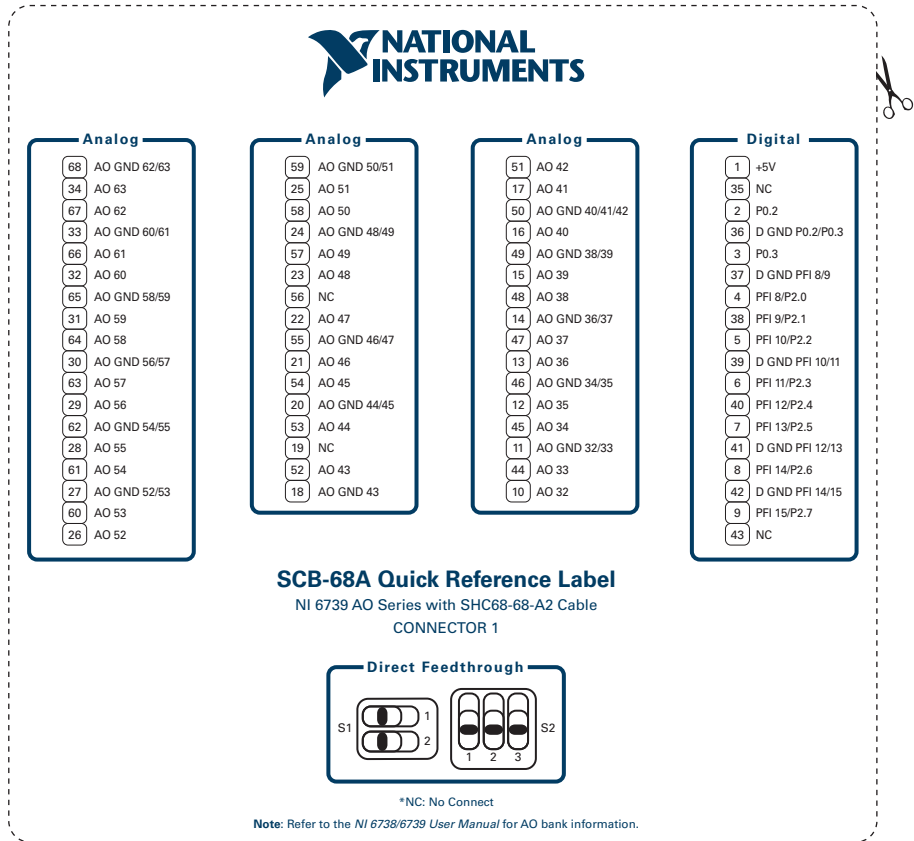 NATIONAL
INSTRUMENTS
Analog
68 AO GND 62/63
34 AO 63
67 AO 62
33 AO GND 60/61
66 AO 61
32 AO 60
65 AO GND 58/59
31 AO 59
64 AO 58
30 AO GND 56/57
63 AO 57
29 AO 56
62 AO GND 54/55
28 AO 55
61 AO 54
27 AO GND 52/53
60 AO 53
26 AO 52
Analog
59 AO GND 50/51
25 AO 51
58 AO 50
24 AO GND 48/49
57 AO 49
23 AO 48
56 NC
22 AO 47
55 AO GND 46/47
21 AO 46
54 AO 45
20 AO GND 44/45
53 AO 44
19 NC
52 AO 43
18 AO GND 43
Analog
51 AO 42
17 AO 41
50 AO GND 40/41/42
16 AO 40
49 AO GND 38/39
15 AO 39
48 AO 38
14 AO GND 36/37
47 AO 37
13 AO 36
46 AO GND 34/35
12 AO 35
45 AO 34
11 AO GND 32/33
44 AO 33
10 AO 32
Digital
1 +5V
35 NC
2 P0.2
36 D GND P0.2/P0.3
3 P0.3
37 D GND PFI 8/9
4 PFI 8/P2.0
38 PFI 9/P2.1
5 PFI 10/P2.2
39 D GND PFI 10/11
6 PFI 11/P2.3
40 PFI 12/P2.4
7 PFI 13/P2.5
41 D GND PFI 12/13
8 PFI 14/P2.6
42 D GND PFI 14/15
9 PFI 15/P2.7
43 NC
SCB-68A Quick Reference Label
NI 6739 AO Series with SHC68-68-A2 Cable
CONNECTOR 1
Direct Feedthrough
S1 1
2
S2
1 2 3
*NC: No Connect
Note: Refer to the NI 6738/6739 User Manual for AO bank information.